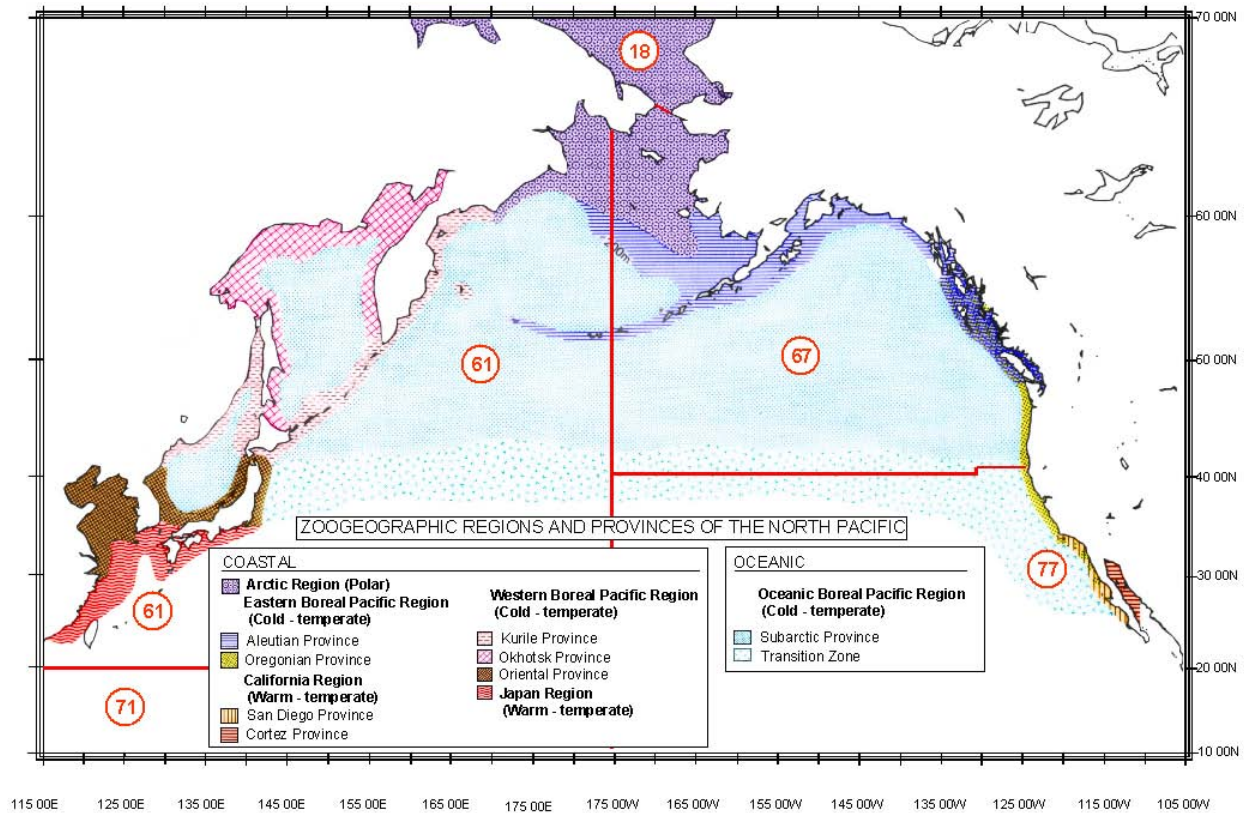 70 00N
18
60 00N
200m
61
67
50 00N
40 00N
ZOOGEOGRAPHIC REGIONS AND PROVINCES OF THE NORTH PACIFIC
COASTAL
Arctic Region (Polar)
Eastern Boreal Pacific Region
(Cold - temperate)
Aleutian Province
Oregonian Province
California Region
(Warm - temperate)
San Diego Province
Cortez Province
Western Boreal Pacific Region
(Cold - temperate)
Kurile Province
Okhotsk Province
Oriental Province
Japan Region
(Warm - temperate)
OCEANIC
Oceanic Boreal Pacific Region
(Cold - temperate)
Subarctic Province
Transition Zone
77
30 00N
61
20 00N
71
10 00N
115 00E 125 00E 135 00E 145 00E 155 00E 165 00E 175 00E 175 00W 165 00W 155 00W 145 00W 135 00W 125 00W 115 00W 105 00W